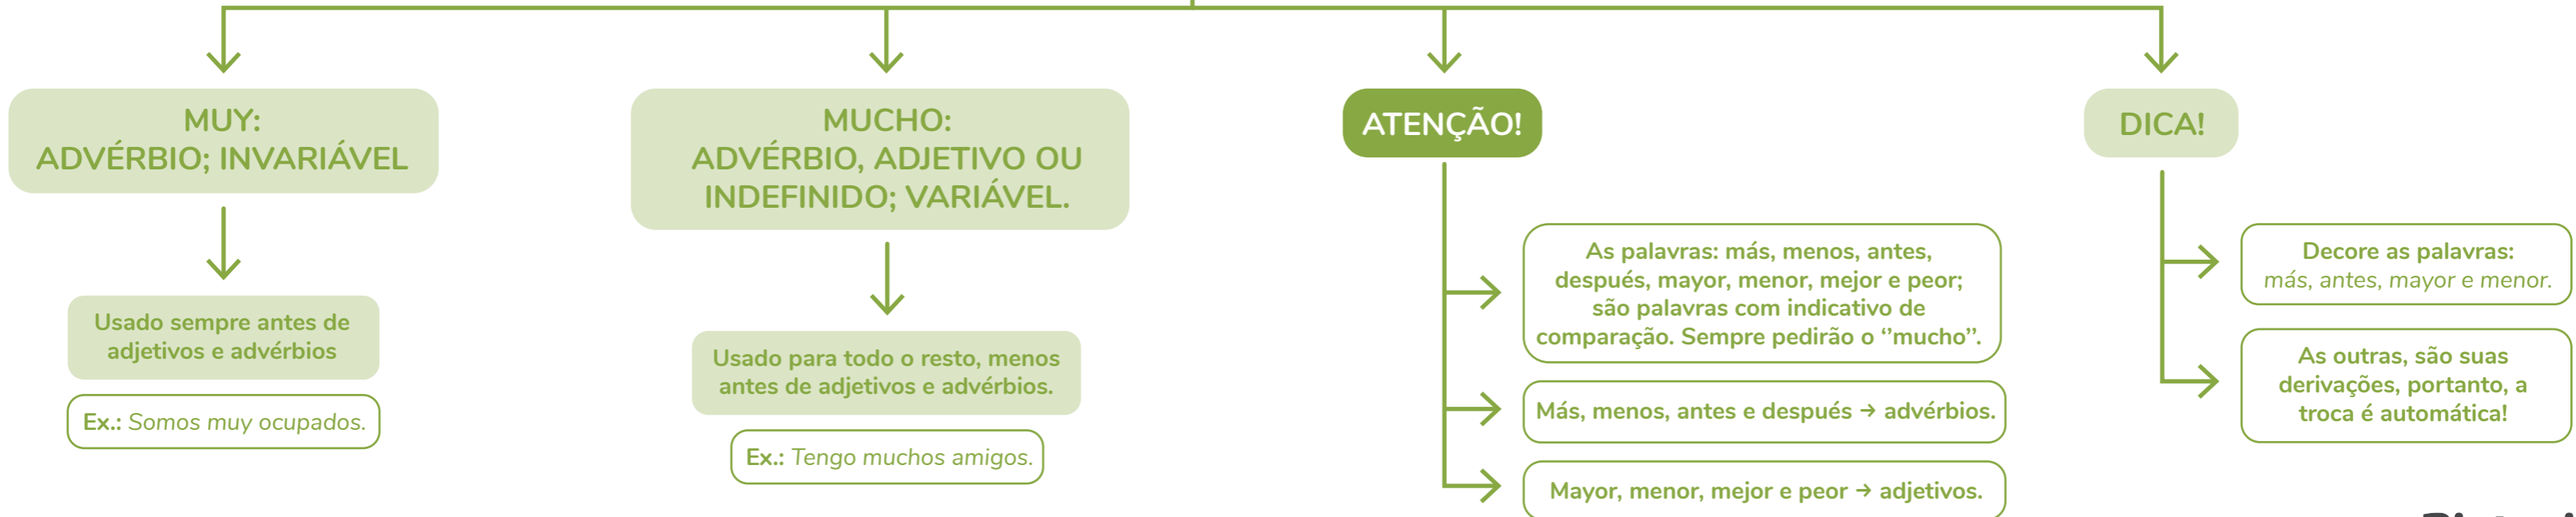 MUY:
ADVÉRBIO; INVARIÁVEL
Usado sempre antes de
adjetivos e advérbios
Ex.: Somos muy ocupados.
MUCHO:
ADVÉRBIO, ADJETIVO OU
INDEFINIDO; VARIÁVEL.
Usado para todo o resto, menos
antes de adjetivos e advérbios.
Ex.: Tengo muchos amigos.
ATENÇÃO!
As palavras: más, menos, antes,
después, mayor, menor, mejor e peor;
são palavras com indicativo de
comparação. Sempre pedirão o ‘’mucho’’.
Más, menos, antes e después → advérbios.
Mayor, menor, mejor e peor → adjetivos.
DICA!
Decore as palavras:
más, antes, mayor e menor.
As outras, são suas
derivações, portanto, a
troca é automática!